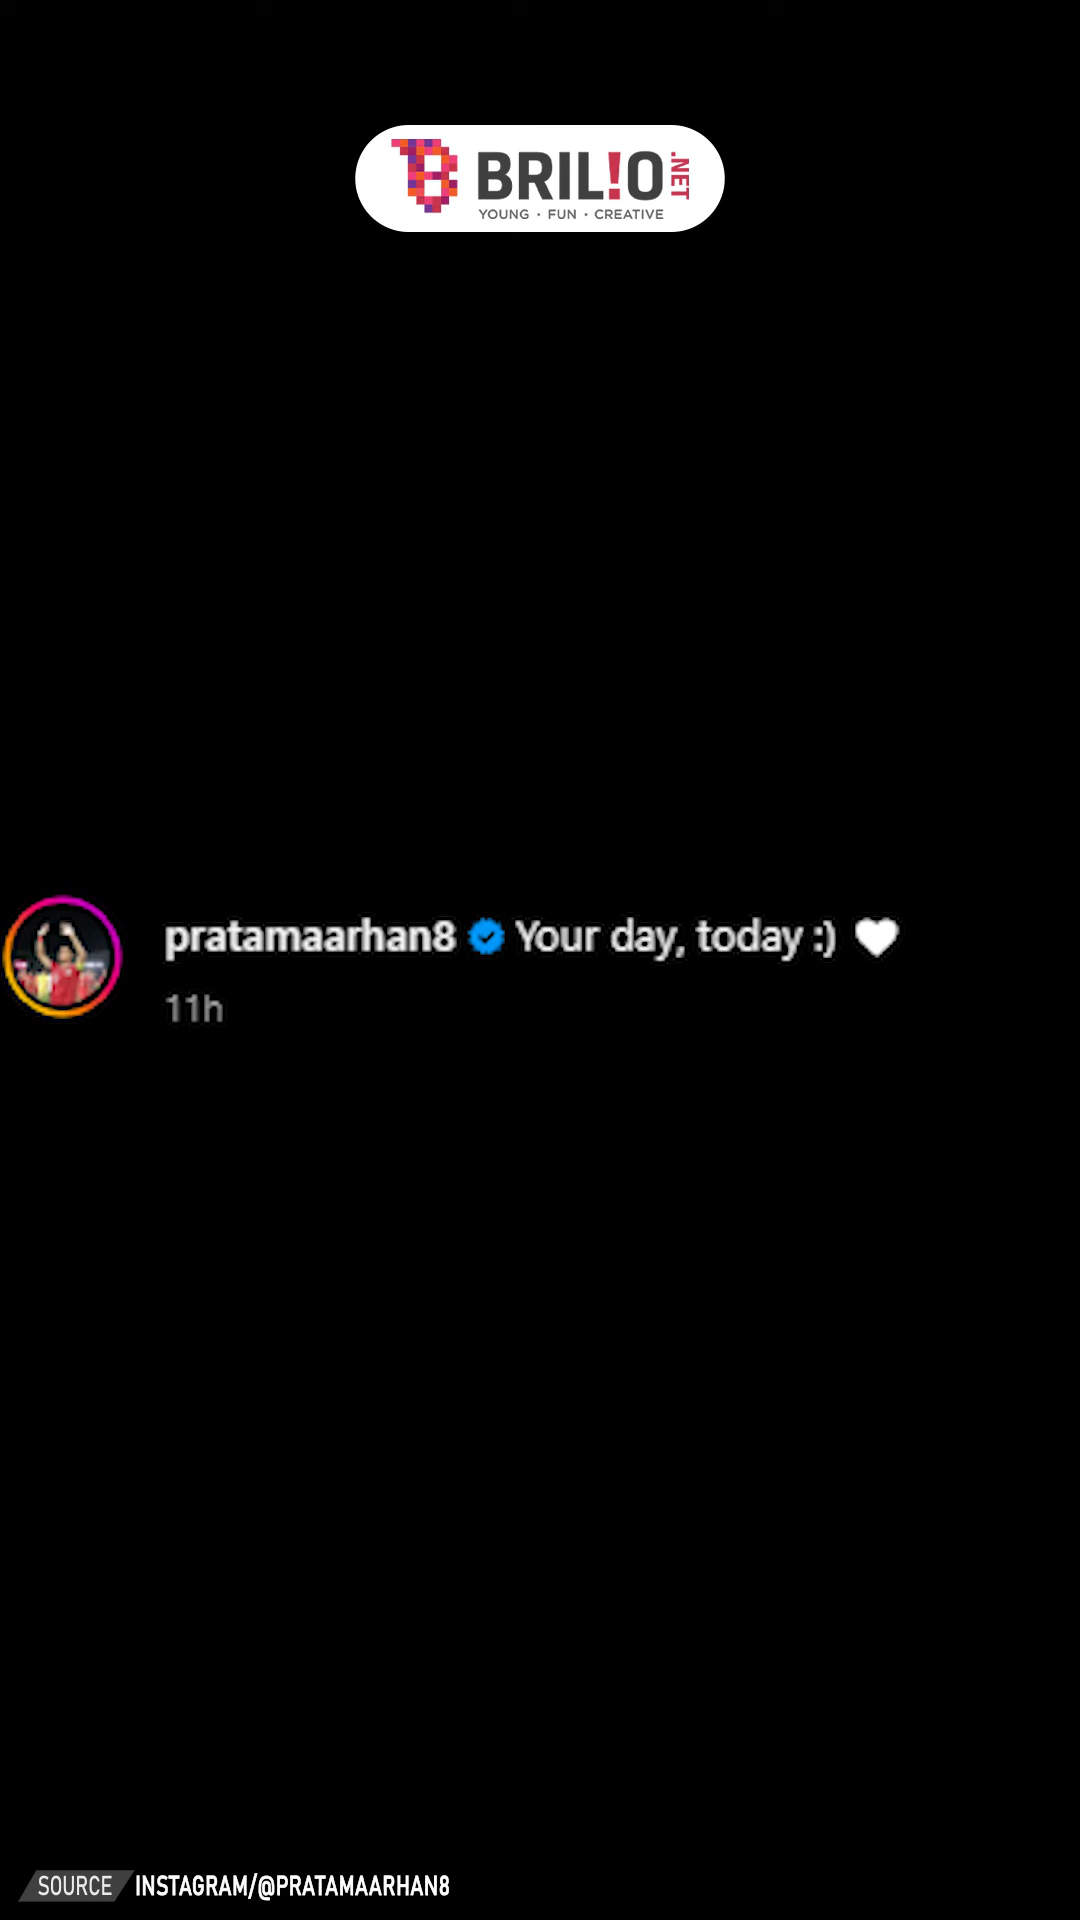 BRIL!O.NET
YOUNG · FUN · CREATIVE
pratamaarhan8 Your day, today :) 🤍
11h
SOURCE INSTAGRAM/@PRATAMAARHAN8